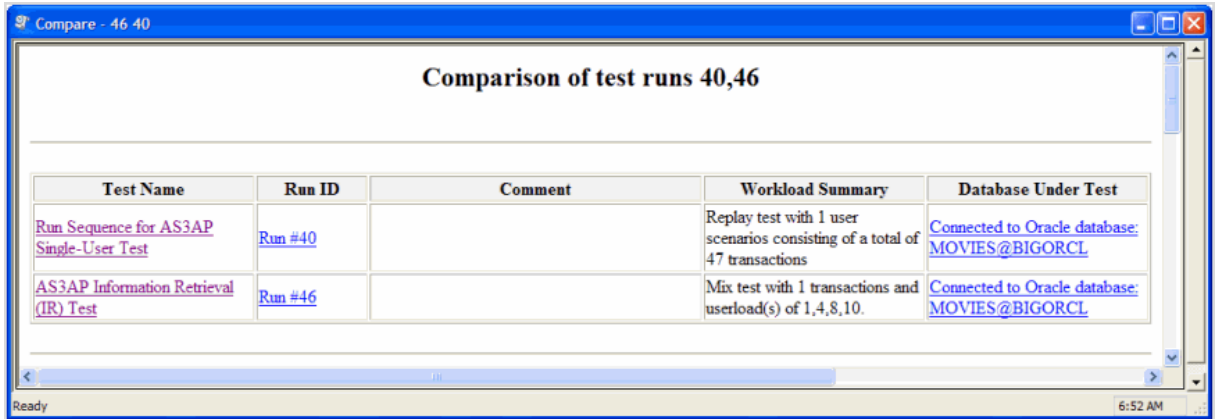 Compare - 46 40
Comparison of test runs 40,46
Test Name Run ID Comment Workload Summary Database Under Test
Run Sequence for AS3AP
Single-User Test
Run #40
Replay test with 1 user
scenarios consisting of a total of
47 transactions
Connected to Oracle database:
MOVIES@BIGORCL
AS3AP Information Retrieval
(IR) Test
Run #46
Mix test with 1 transactions and
userload(s) of 1,4,8,10.
Connected to Oracle database:
MOVIES@BIGORCL
Ready
6:52 AM